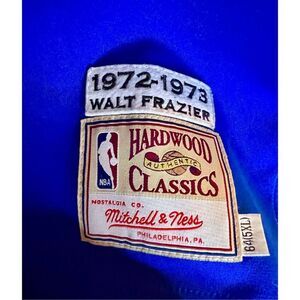 1972-1973
WALT FRAZIER
HARDWOOD
AUTHENTIC
CLASSICS
NBA
NOSTALGIA CO.
Mitchell & Ness
PHILADELPHIA, PA.
64(5XL)